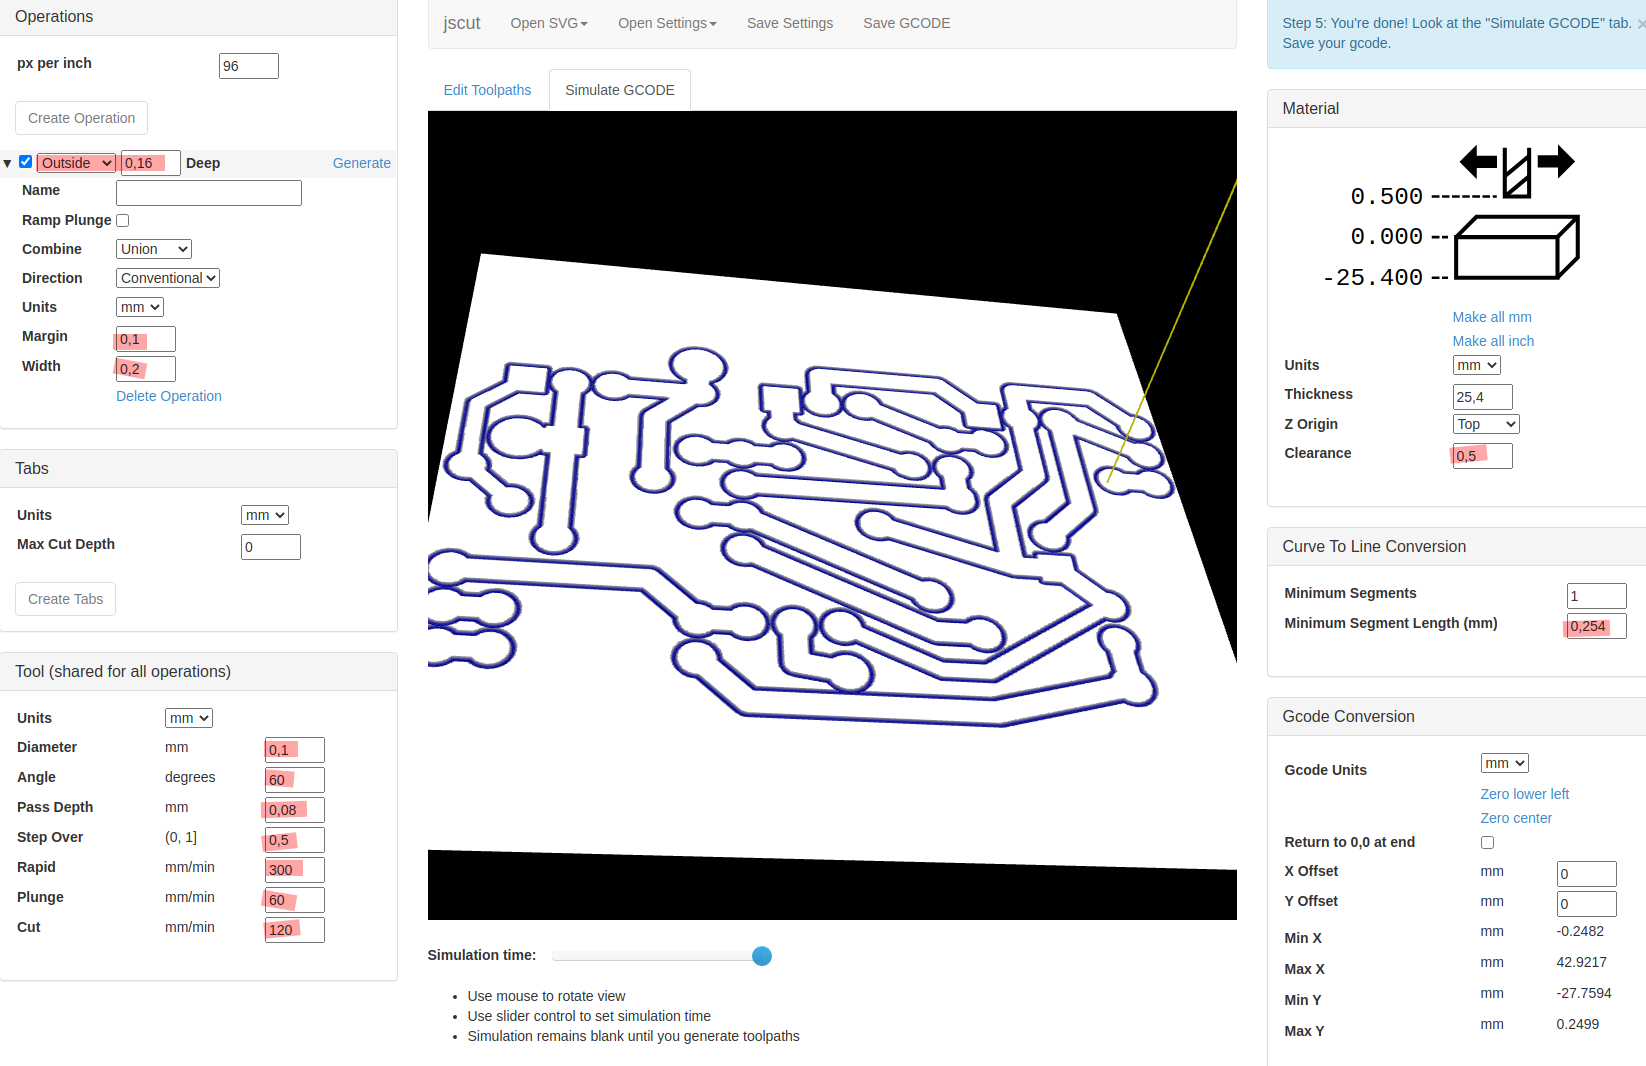 Operations
px per inch 96
Create Operation
▼ Outside 0,16 Deep Generate
Name
Ramp Plunge
Combine Union
Direction Conventional
Units mm
Margin 0,1
Width 0,2
Delete Operation
Tabs
Units mm
Max Cut Depth 0
Create Tabs
Tool (shared for all operations)
Units mm
Diameter mm 0,1
Angle degrees 60
Pass Depth mm 0,08
Step Over (0, 1] 0,5
Rapid mm/min 300
Plunge mm/min 60
Cut mm/min 120
jscut Open SVG Open Settings Save Settings Save GCODE
Edit Toolpaths Simulate GCODE
Simulation time:
• Use mouse to rotate view
• Use slider control to set simulation time
• Simulation remains blank until you generate toolpaths
Step 5: You're done! Look at the "Simulate GCODE" tab. ×
Save your gcode.
Material
0.500
0.000
-25.400
Make all mm
Make all inch
Units mm
Thickness 25,4
Z Origin Top
Clearance 0,5
Curve To Line Conversion
Minimum Segments 1
Minimum Segment Length (mm) 0,254
Gcode Conversion
Gcode Units mm
Zero lower left
Zero center
Return to 0,0 at end
X Offset mm 0
Y Offset mm 0
Min X mm -0.2482
Max X mm 42.9217
Min Y mm -27.7594
Max Y mm 0.2499